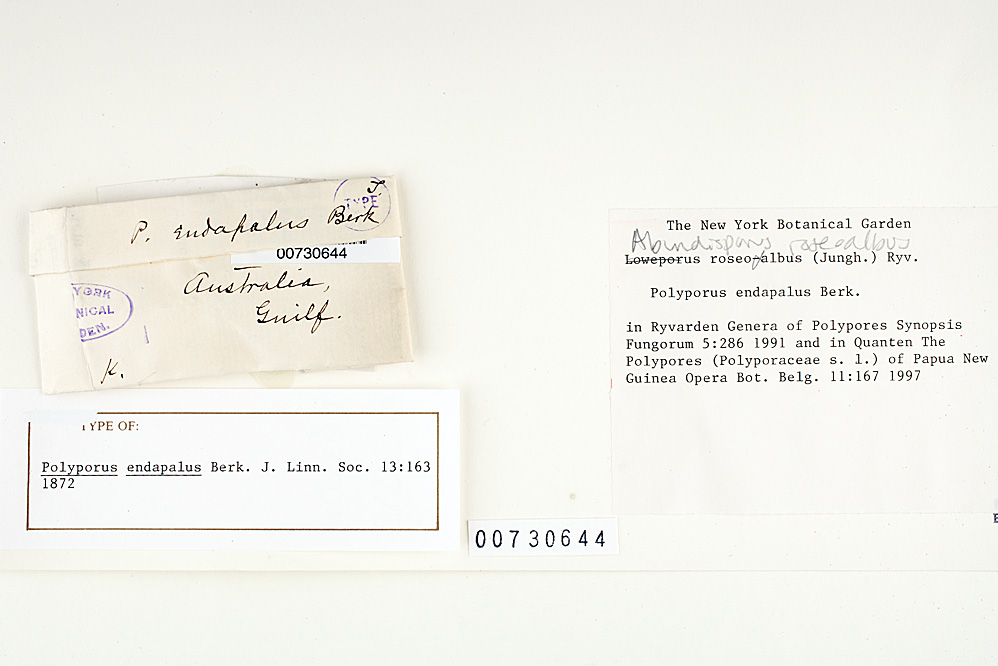 T.
TYPE
P. Endapalus Berk
00730644
Australia,
Guilf.
YORK
NICAL
DEN.
K.
TYPE OF:
Polyporus endapalus Berk. J. Linn. Soc. 13:163
1872
00730644
The New York Botanical Garden
Abundisporus roseoalbus
Loweporus roseo-albus (Jungh.) Ryv.
Polyporus endapalus Berk.
in Ryvarden Genera of Polypores Synopsis
Fungorum 5:286 1991 and in Quanten The
Polypores (Polyporaceae s. l.) of Papua New
Guinea Opera Bot. Belg. 11:167 1997